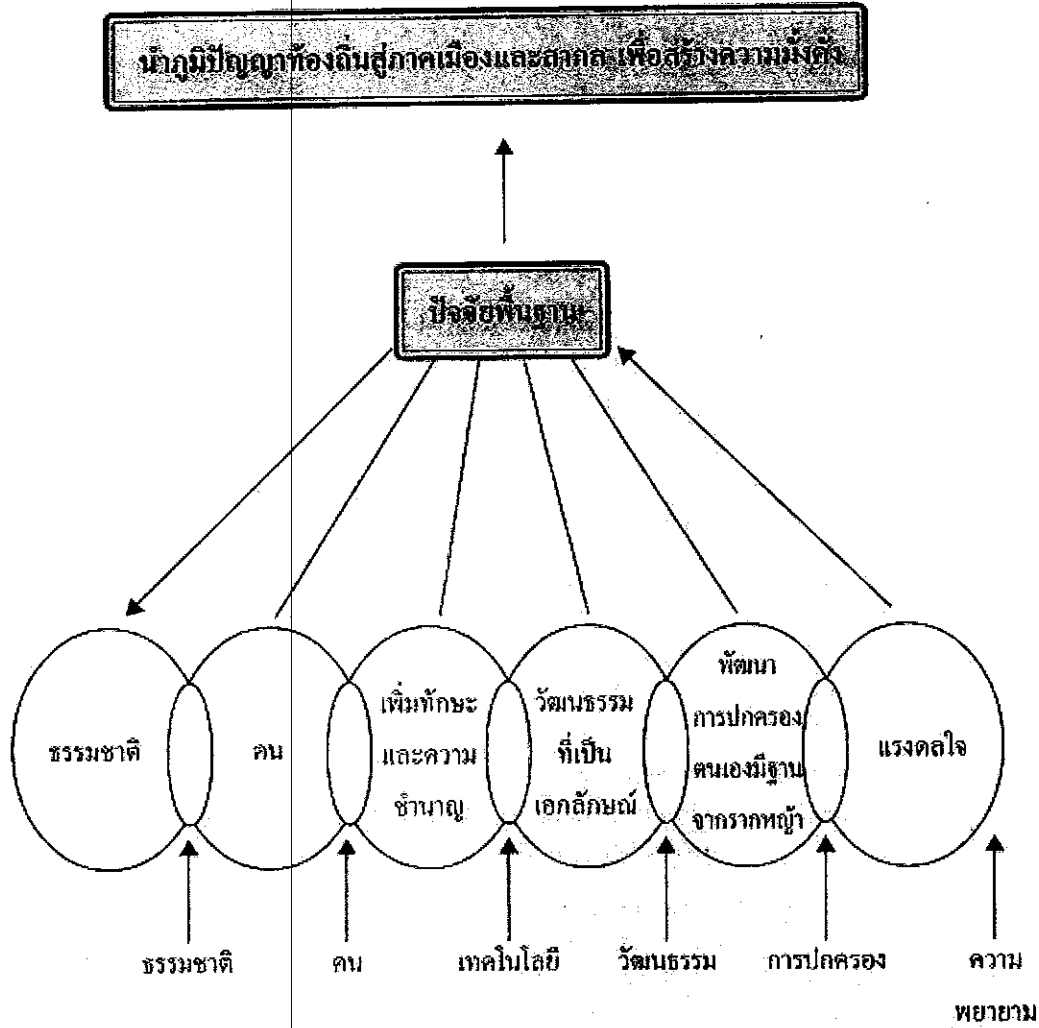 นำภูมิปัญญาท้องถิ่นสู่ภาคเมืองและสากล เพื่อสร้างความมั่งคั่ง
ปัจจัยพื้นฐาน
ธรรมชาติ
คน
เพิ่มทักษะ
และความ
ชำนาญ
วัฒนธรรม
ที่เป็น
เอกลักษณ์
พัฒนา
การปกครอง
ตนเองมีฐาน
จากรากหญ้า
แรงดลใจ
ธรรมชาติ
คน
เทคโนโลยี
วัฒนธรรม
การปกครอง
ความ
พยายาม